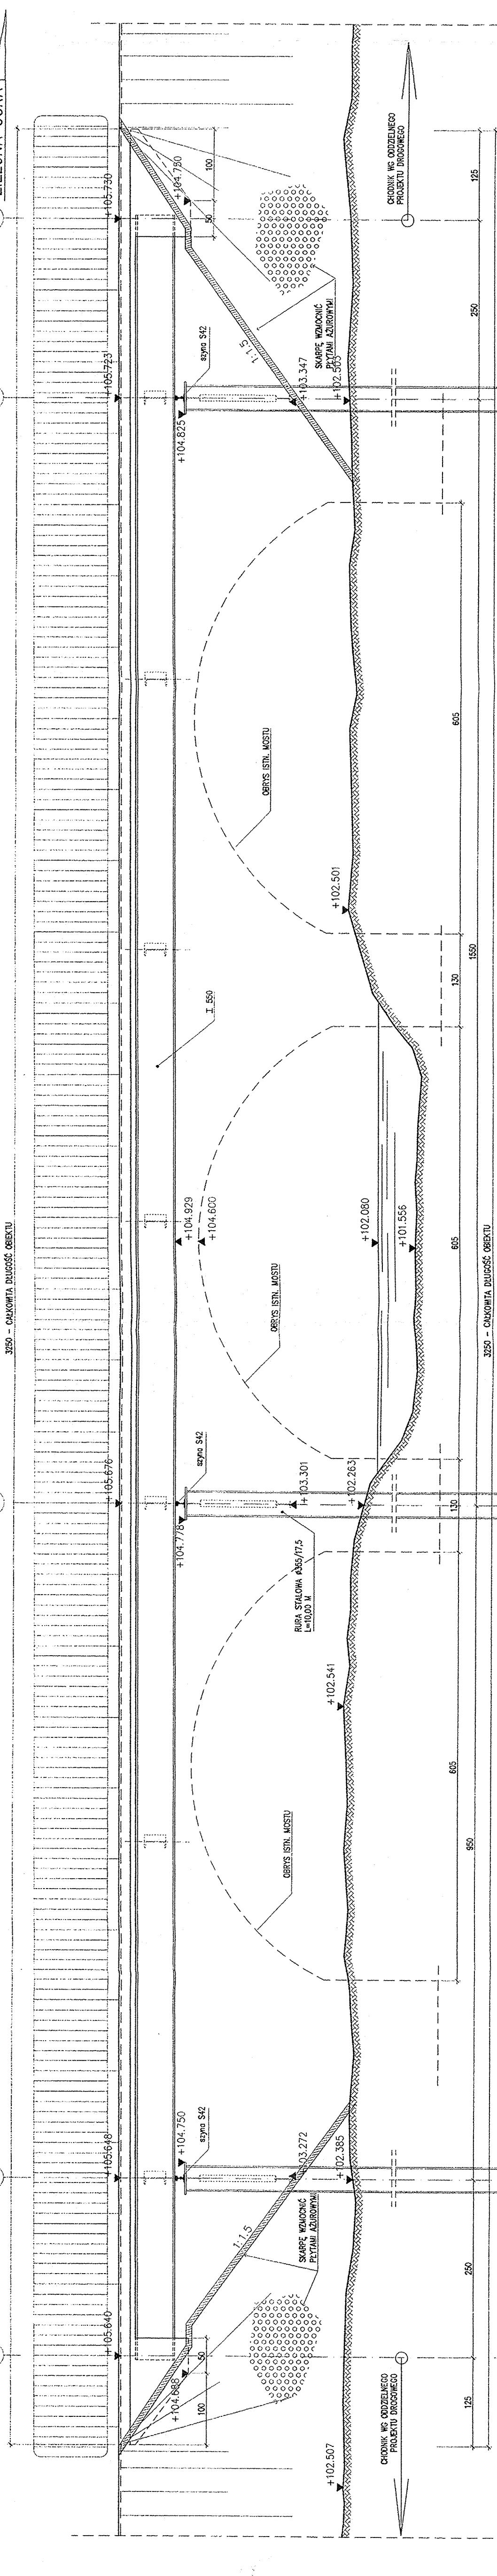 3250 - CAŁKOWITA DŁUGOŚĆ OBIEKTU
+105.640
+105.648
+105.676
+105.723
+105.730
100
50
+104.688
1:1.5
+104.750
szyna S42
+103.272
+102.385
SKARPĘ WZMOCNIĆ
PŁYTAMI AŻUROWYMI
+102.507
CHODNIK WG ODDZIELNEGO
PROJEKTU DROGOWEGO
OBRYS ISTN. MOSTU
+102.541
+104.778
szyna S42
+103.301
+102.263
RURA STALOWA ø355/17,5
L=10,00 M
OBRYS ISTN. MOSTU
+104.929
+104.600
+102.080
+101.556
I 550
+102.501
OBRYS ISTN. MOSTU
+104.825
szyna S42
+103.347
+102.503
1:1.5
SKARPĘ WZMOCNIĆ
PŁYTAMI AŻUROWYMI
+104.730
50
100
CHODNIK WG ODDZIELNEGO
PROJEKTU DROGOWEGO
605
130
605
130
605
125
250
950
1550
250
125
3250 - CAŁKOWITA DŁUGOŚĆ OBIEKTU